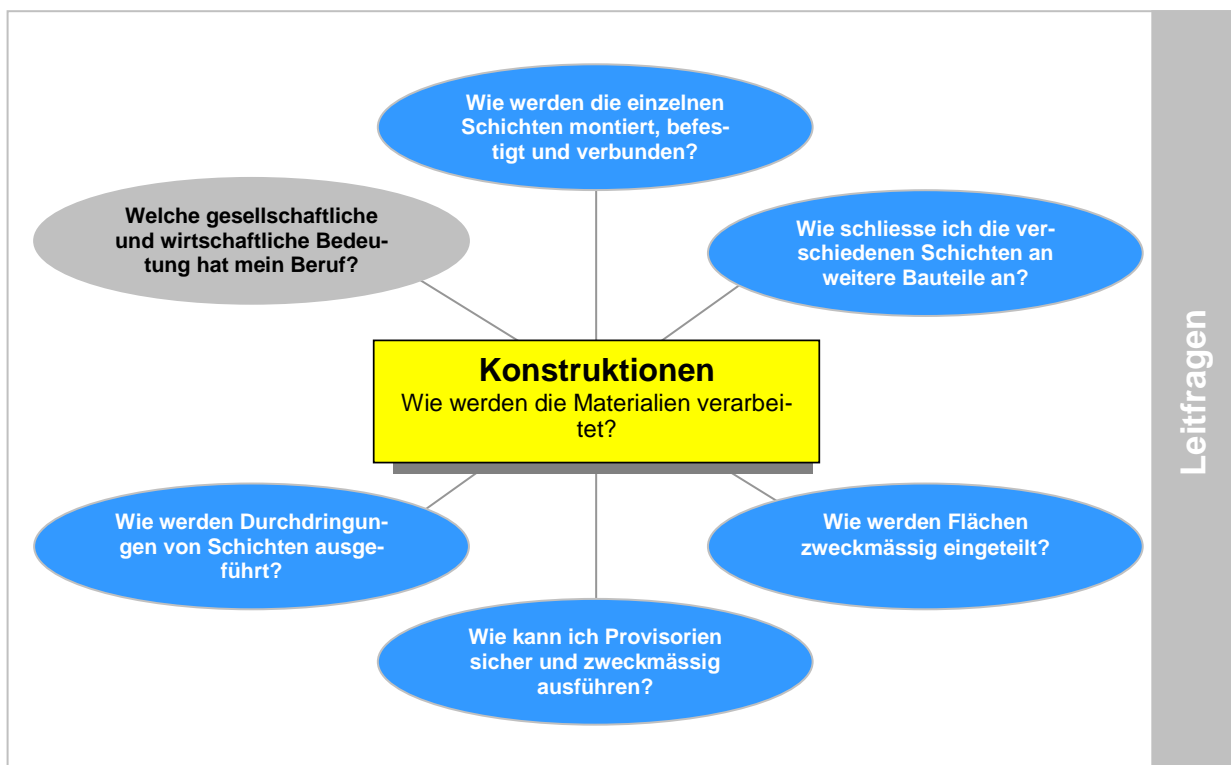 Wie werden die einzelnen
Schichten montiert, befes-
tigt und verbunden?
Welche gesellschaftliche
und wirtschaftliche Bedeu-
tung hat mein Beruf?
Wie schliesse ich die ver-
schiedenen Schichten an
weitere Bauteile an?
Konstruktionen
Wie werden die Materialien verarbei-
tet?
Wie werden Durchdringun-
gen von Schichten ausge-
führt?
Wie werden Flächen
zweckmässig eingeteilt?
Wie kann ich Provisorien
sicher und zweckmässig
ausführen?
Leitfragen